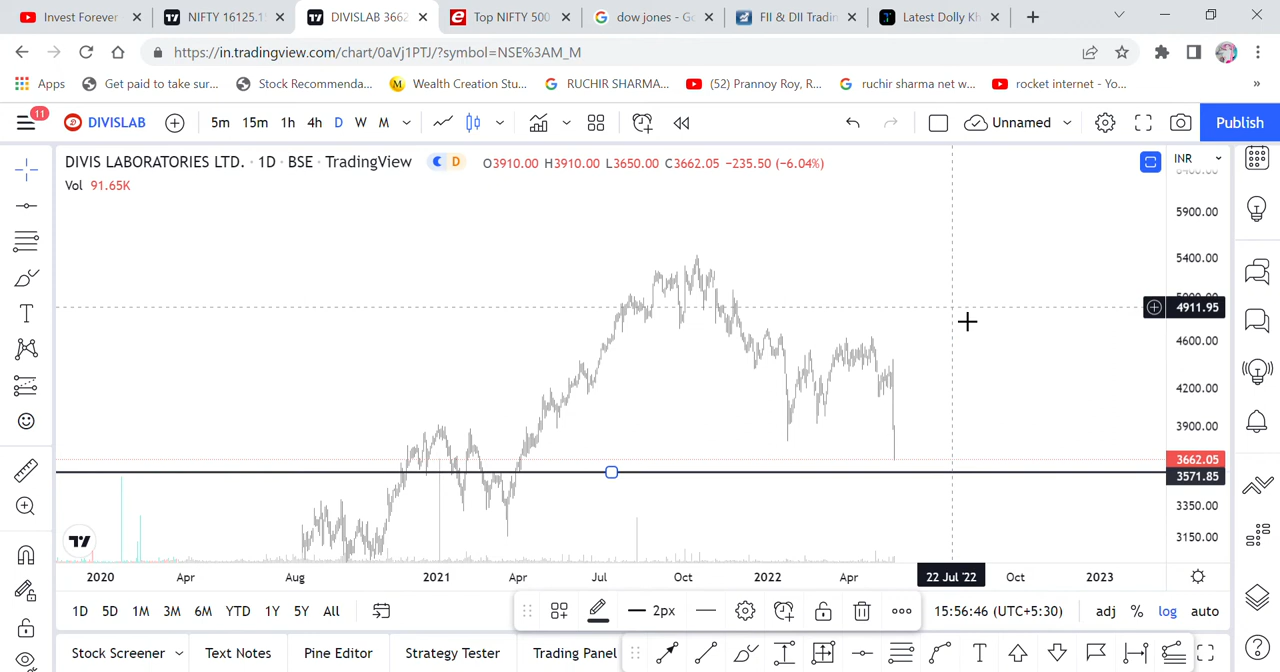 Invest Forever
NIFTY 16125.1
DIVISLAB 3662
Top NIFTY 500
dow jones - Go
FII & DII Tradin
Latest Dolly Kh
https://in.tradingview.com/chart/0aVj1PTJ/?symbol=NSE%3AM_M
Apps
Get paid to take sur...
Stock Recommenda...
Wealth Creation Stu...
RUCHIR SHARMA...
(52) Prannoy Roy, R...
ruchir sharma net w...
rocket internet - Yo...
»
11
DIVISLAB
5m 15m 1h 4h D W M
Unnamed
Publish
DIVIS LABORATORIES LTD. · 1D · BSE · TradingView
D
O3910.00 H3910.00 L3650.00 C3662.05 −235.50 (−6.04%)
INR
Vol 91.65K
5900.00
5400.00
4911.95
4600.00
4200.00
3900.00
3662.05
3571.85
3350.00
3150.00
2020 Apr Aug 2021 Apr Jul Oct 2022 Apr 22 Jul '22 Oct 2023
1D 5D 1M 3M 6M YTD 1Y 5Y All
2px
15:56:46 (UTC+5:30)
adj % log auto
Stock Screener Text Notes Pine Editor Strategy Tester Trading Panel